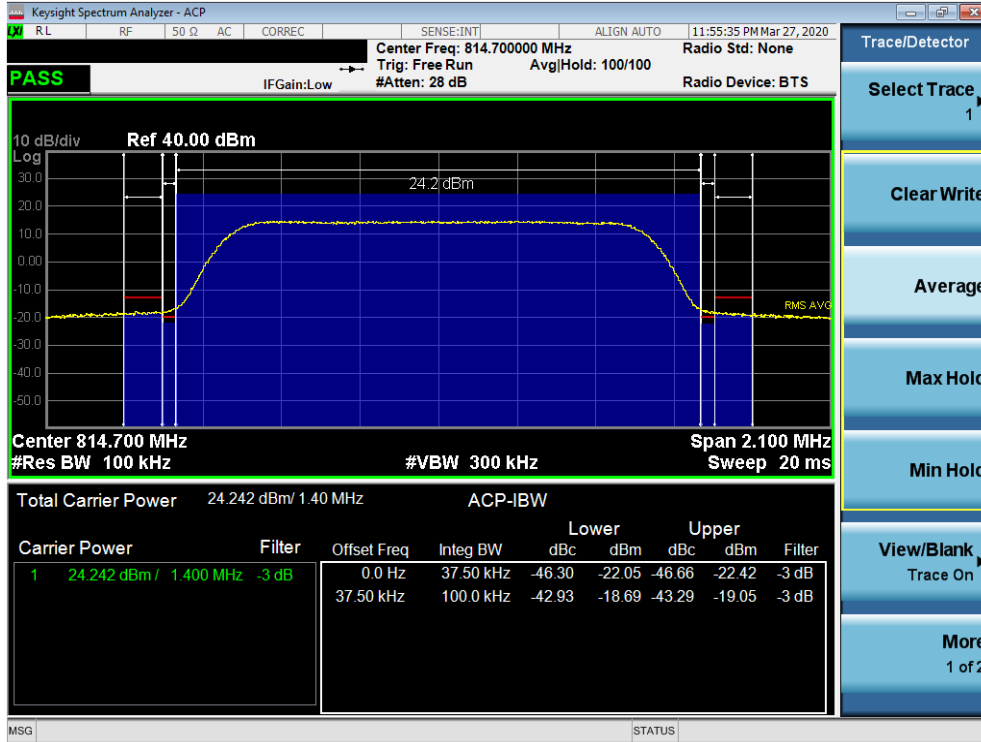 Keysight Spectrum Analyzer - ACP
LXI RL RF 50 Ω AC CORREC SENSE:INT ALIGN AUTO 11:55:35 PM Mar 27, 2020
Center Freq: 814.700000 MHz Radio Std: None
Trig: Free Run Avg|Hold: 100/100
PASS IFGain:Low #Atten: 28 dB Radio Device: BTS
10 dB/div Ref 40.00 dBm
Log
30.0
24.2 dBm
20.0
10.0
0.00
-10.0
RMS AVG
-20.0
-30.0
-40.0
-50.0
Center 814.700 MHz Span 2.100 MHz
#Res BW 100 kHz #VBW 300 kHz Sweep 20 ms
Total Carrier Power 24.242 dBm/ 1.40 MHz ACP-IBW
Lower Upper
Carrier Power Filter Offset Freq Integ BW dBc dBm dBc dBm Filter
1 24.242 dBm / 1.400 MHz -3 dB 0.0 Hz 37.50 kHz -46.30 -22.05 -46.66 -22.42 -3 dB
37.50 kHz 100.0 kHz -42.93 -18.69 -43.29 -19.05 -3 dB
MSG STATUS
Trace/Detector
Select Trace
1
Clear Write
Average
Max Hold
Min Hold
View/Blank
Trace On
More
1 of 2